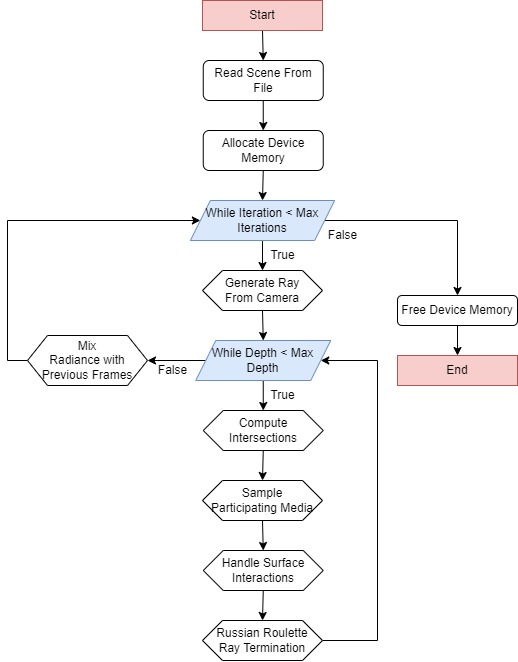 Start
Read Scene From
File
Allocate Device
Memory
While Iteration < Max
Iterations
False
True
Generate Ray
From Camera
Free Device Memory
Mix
Radiance with
Previous Frames
False
While Depth < Max
Depth
End
True
Compute
Intersections
Sample
Participating Media
Handle Surface
Interactions
Russian Roulette
Ray Termination